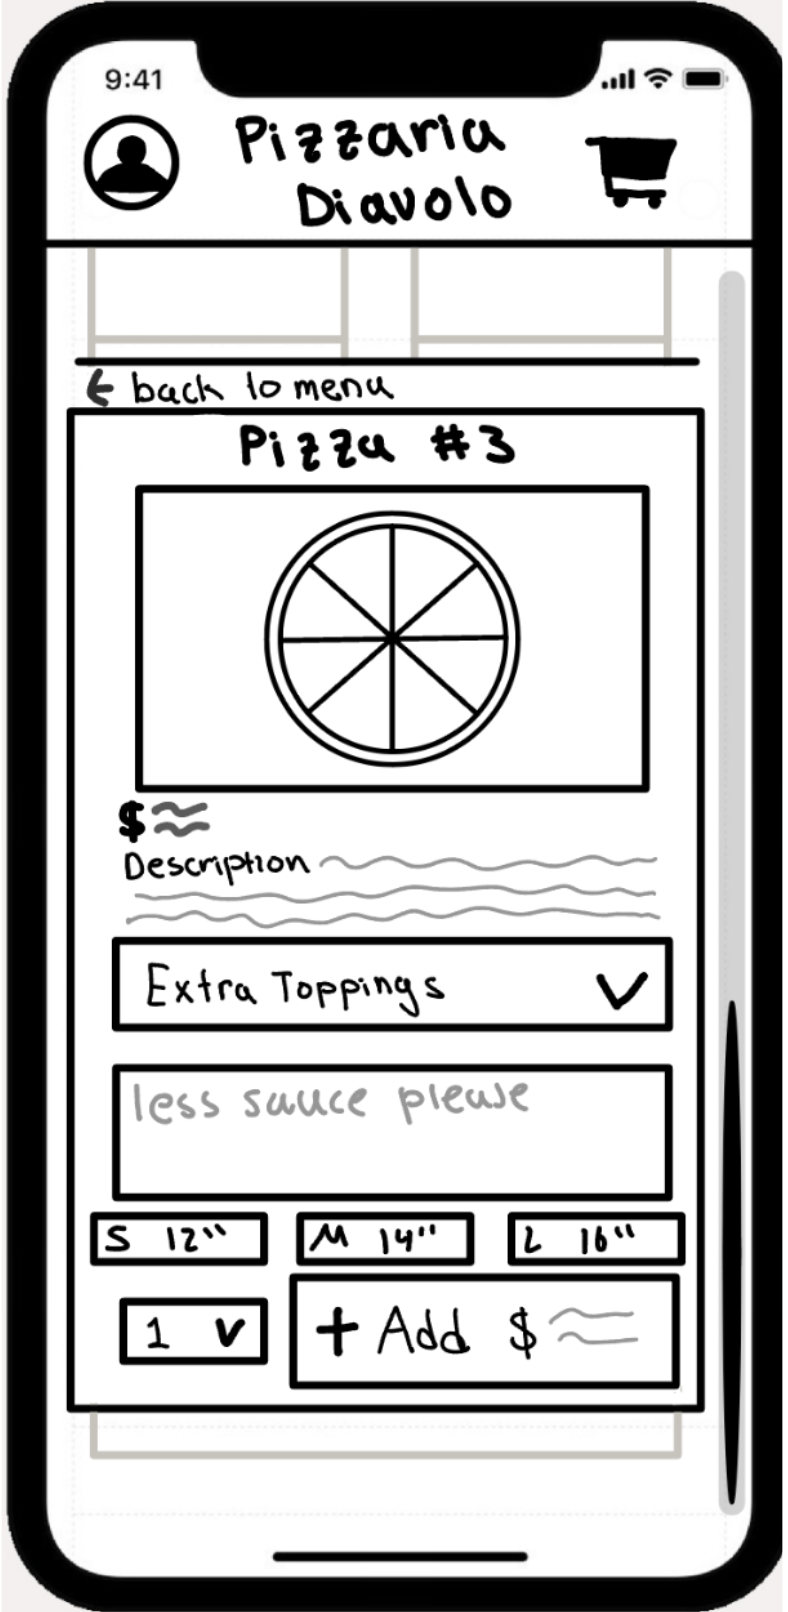 9:41
Pizzaria
Diavolo
← back to menu
Pizza #3
$
Description
Extra Toppings
less sauce please
S 12"
M 14"
L 16"
1
+ Add $